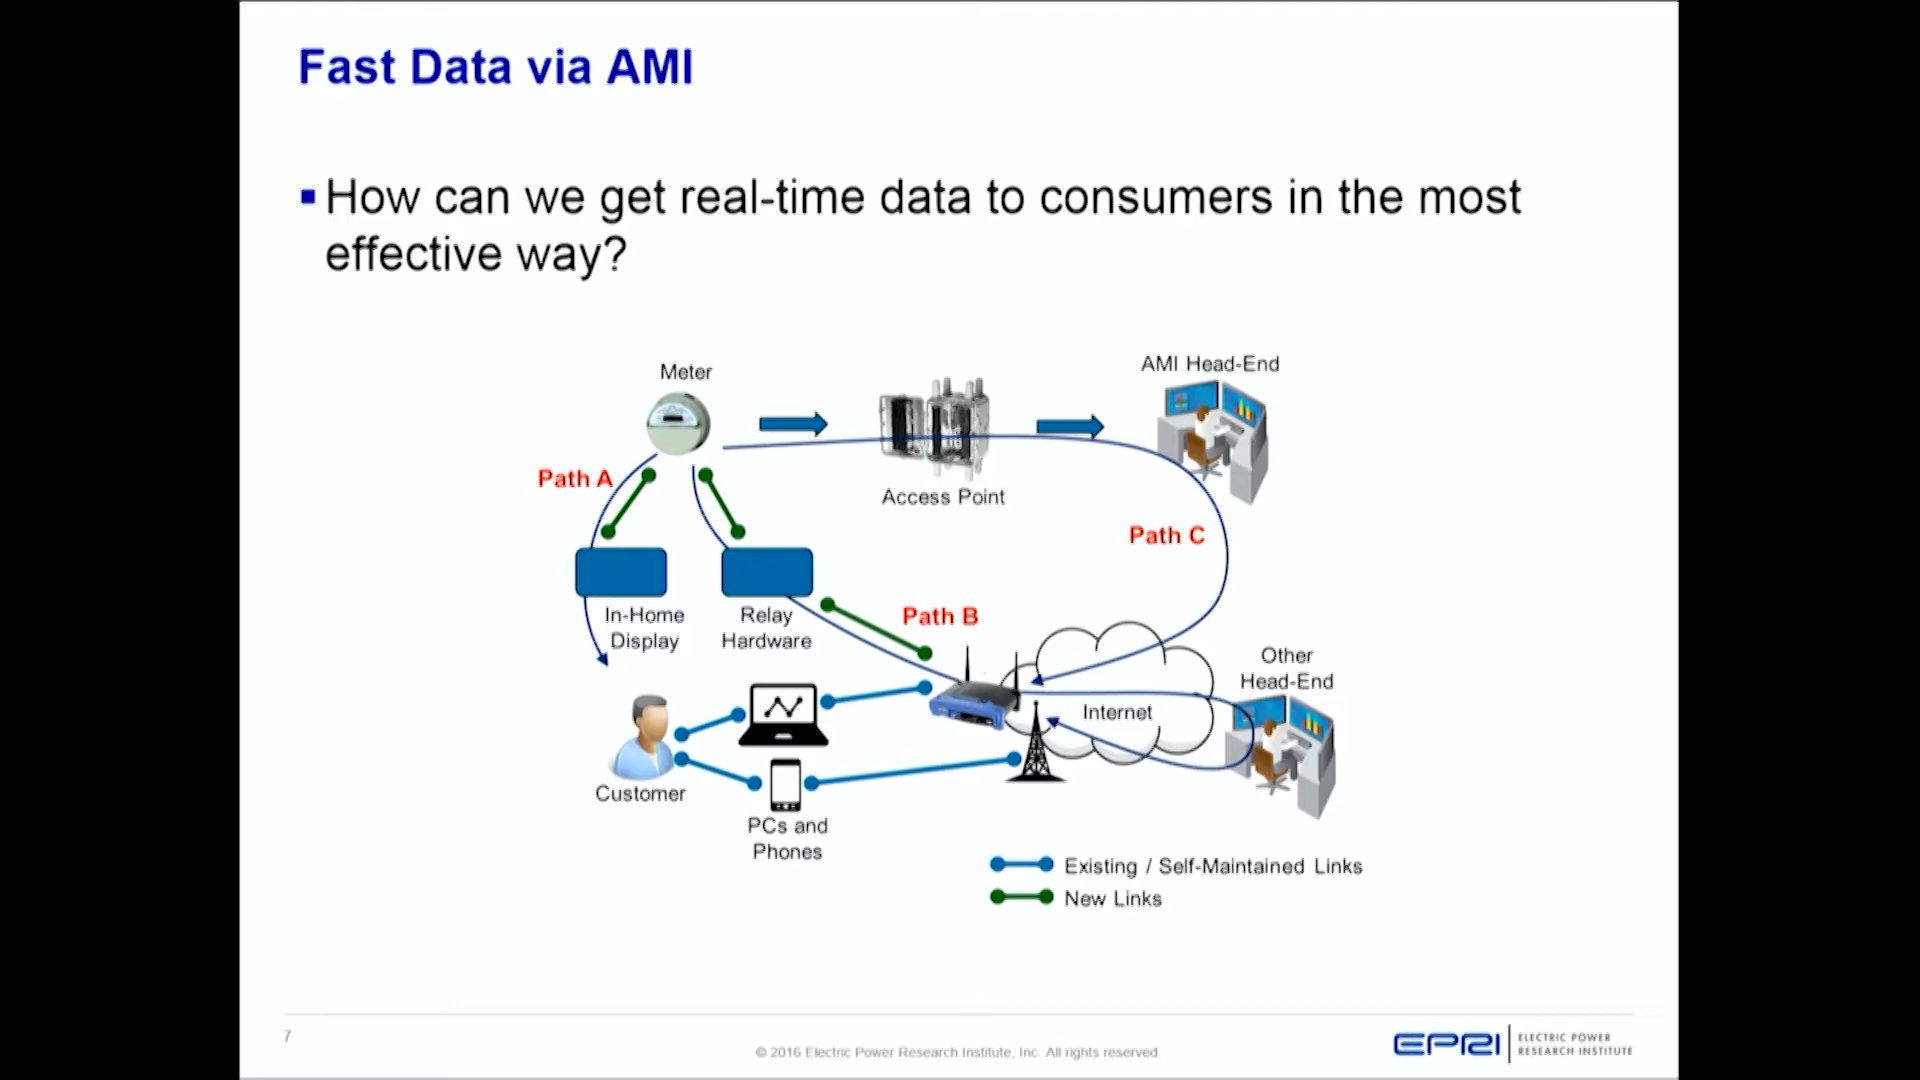 Fast Data via AMI
▪ How can we get real-time data to consumers in the most
effective way?
Meter
AMI Head-End
Path A
Access Point
Path C
In-Home
Display
Relay
Hardware
Path B
Other
Head-End
Internet
Customer
PCs and
Phones
Existing / Self-Maintained Links
New Links
7
© 2016 Electric Power Research Institute, Inc. All rights reserved
EPRI
ELECTRIC POWER
RESEARCH INSTITUTE